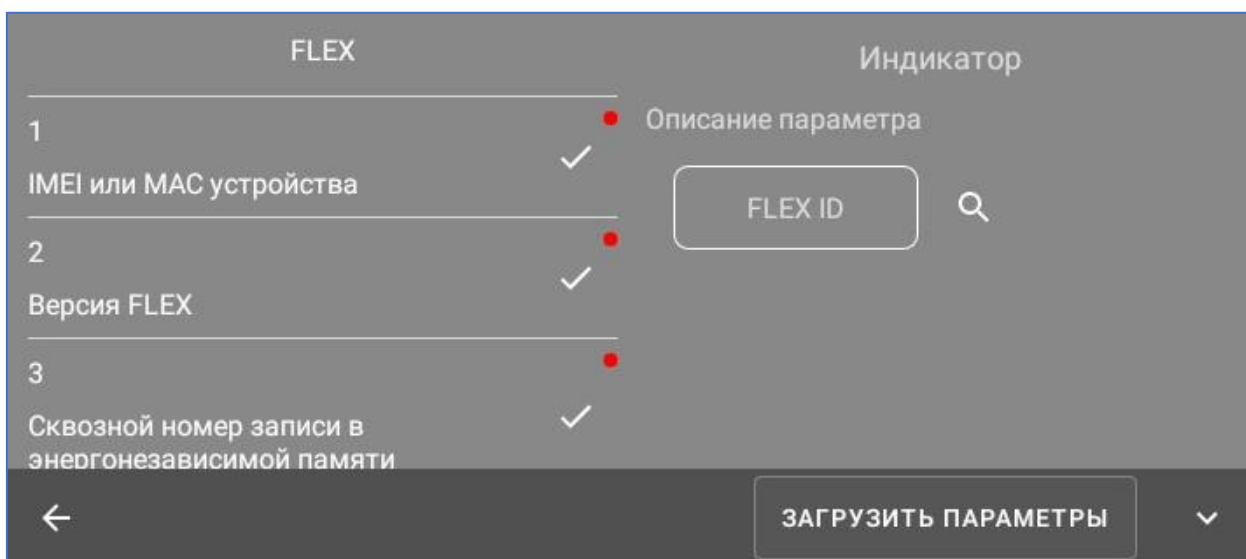 FLEX
1
IMEI или MAC устройства
2
Версия FLEX
3
Сквозной номер записи в
энергонезависимой памяти
Индикатор
Описание параметра
FLEX ID
ЗАГРУЗИТЬ ПАРАМЕТРЫ